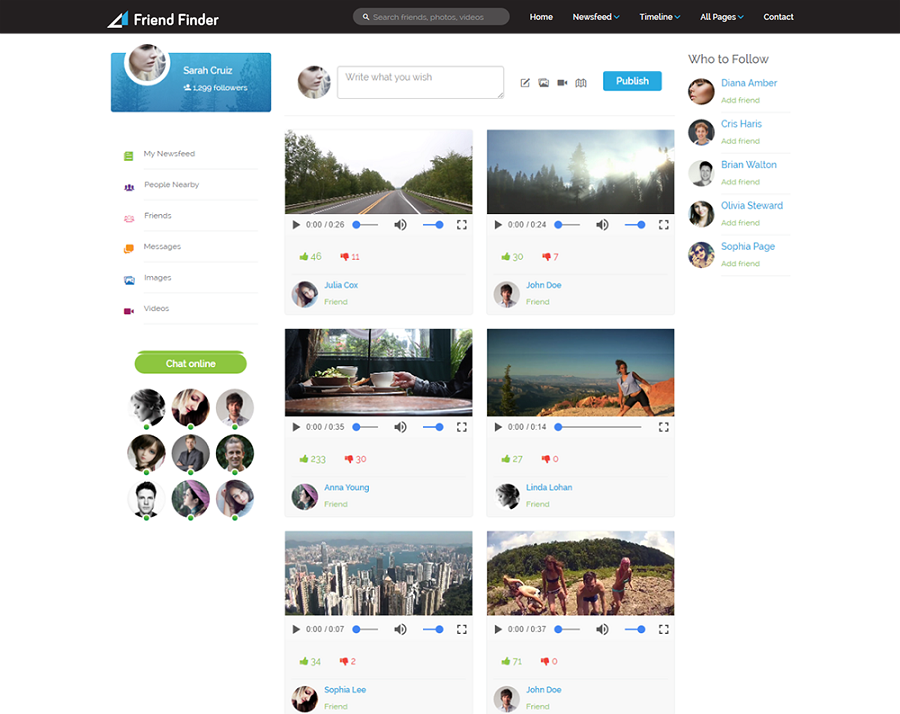 Friend Finder
Search friends, photos, videos
Home
Newsfeed
Timeline
All Pages
Contact
Sarah Cruiz
1,299 followers
My Newsfeed
People Nearby
Friends
Messages
Images
Videos
Chat online
Write what you wish
Publish
0:00 / 0:26
46 11
Julia Cox
Friend
0:00 / 0:24
30 7
John Doe
Friend
0:00 / 0:35
233 30
Anna Young
Friend
0:00 / 0:14
27 0
Linda Lohan
Friend
0:00 / 0:07
34 2
Sophia Lee
Friend
0:00 / 0:37
71 0
John Doe
Friend
Who to Follow
Diana Amber
Add friend
Cris Haris
Add friend
Brian Walton
Add friend
Olivia Steward
Add friend
Sophia Page
Add friend